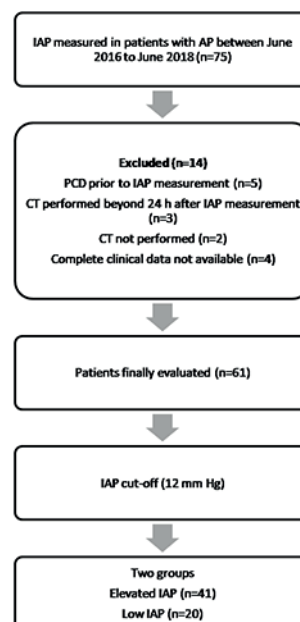 IAP measured in patients with AP between June
2016 to June 2018 (n=75)
Excluded (n=14)
PCD prior to IAP measurement (n=5)
CT performed beyond 24 h after IAP measurement
(n=3)
CT not performed (n=2)
Complete clinical data not available (n=4)
Patients finally evaluated (n=61)
IAP cut-off (12 mm Hg)
Two groups
Elevated IAP (n=41)
Low IAP (n=20)